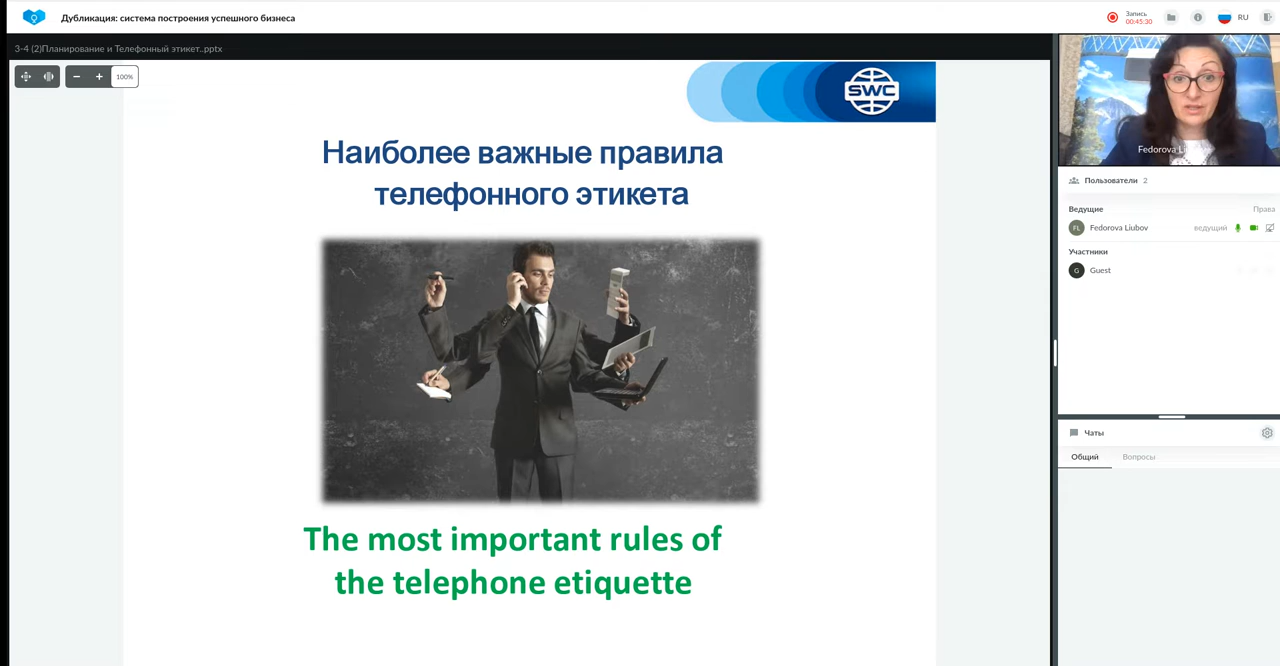 Дубликация: система построения успешного бизнеса
Запись
00:45:30
RU
3-4 (2)Планирование и Телефонный этикет..pptx
100%
SWC
Наиболее важные правила
телефонного этикета
The most important rules of
the telephone etiquette
Fedorova
Пользователи 2
Ведущие Права
FL Fedorova Liubov ведущий
Участники
G Guest
Чаты
Общий Вопросы